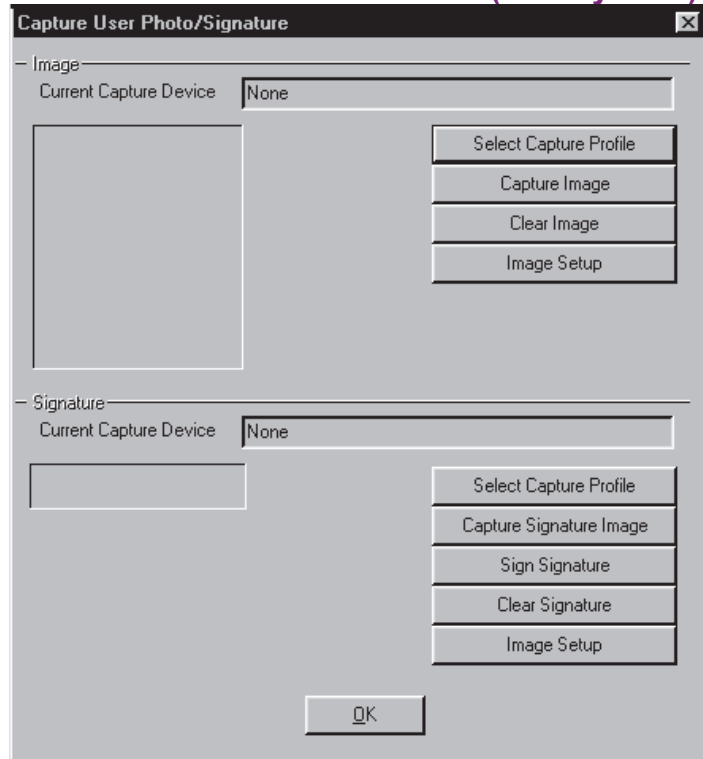 Capture User Photo/Signature
Image
Current Capture Device None
Select Capture Profile
Capture Image
Clear Image
Image Setup
Signature
Current Capture Device None
Select Capture Profile
Capture Signature Image
Sign Signature
Clear Signature
Image Setup
OK